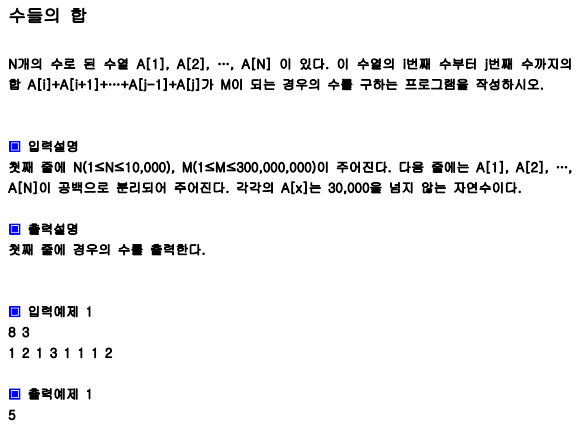 수들의 합
N개의 수로 된 수열 A[1], A[2], …, A[N] 이 있다. 이 수열의 i번째 수부터 j번째 수까지의
합 A[i]+A[i+1]+…+A[j-1]+A[j]가 M이 되는 경우의 수를 구하는 프로그램을 작성하시오.
▣ 입력설명
첫째 줄에 N(1≤N≤10,000), M(1≤M≤300,000,000)이 주어진다. 다음 줄에는 A[1], A[2], …,
A[N]이 공백으로 분리되어 주어진다. 각각의 A[x]는 30,000을 넘지 않는 자연수이다.
▣ 출력설명
첫째 줄에 경우의 수를 출력한다.
▣ 입력예제 1
8 3
1 2 1 3 1 1 1 2
▣ 출력예제 1
5